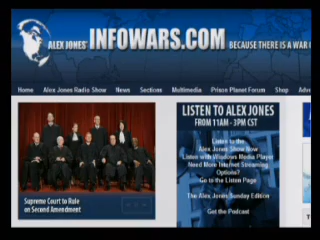 ALEX JONES' INFOWARS.COM BECAUSE THERE IS A WAR
Home Alex Jones Radio Show News Sections Multimedia Prison Planet Forum Shop
LISTEN TO ALEX JONES
FROM 11AM - 3PM CST
Listen to the
Alex Jones Show Now
Listen with Windows Media Player
Need More Internet Streaming
Options?
Go to the Listen Page
The Alex Jones Sunday Edition
Get the Podcast
Supreme Court to Rule
on Second Amendment